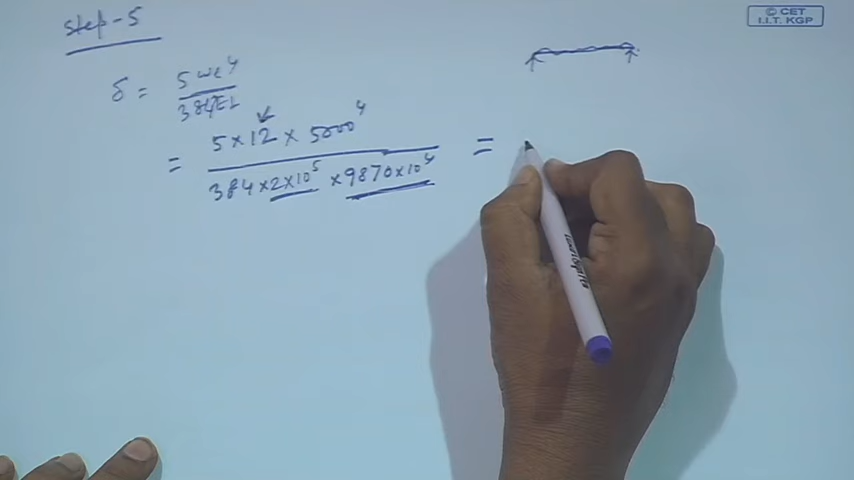 step-5
© CET
I.I.T. KGP
δ = 5wl⁴ / 384EI
= 5 × 12 × 5000⁴ / 384 × 2 × 10⁵ × 9870 × 10⁴ =